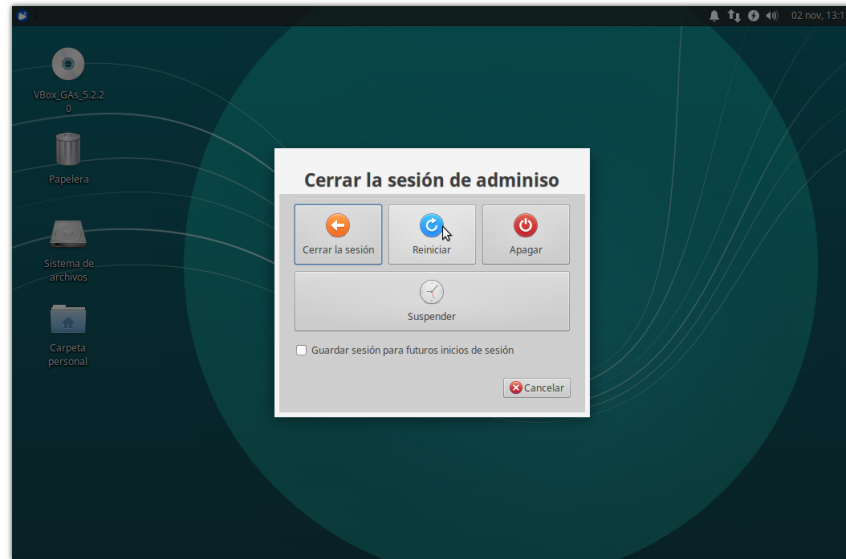 02 nov, 13:1
VBox_GAs_5.2.2
0
Papelera
Sistema de
archivos
Carpeta
personal
Cerrar la sesión de adminiso
Cerrar la sesión
Reiniciar
Apagar
Suspender
Guardar sesión para futuros inicios de sesión
Cancelar